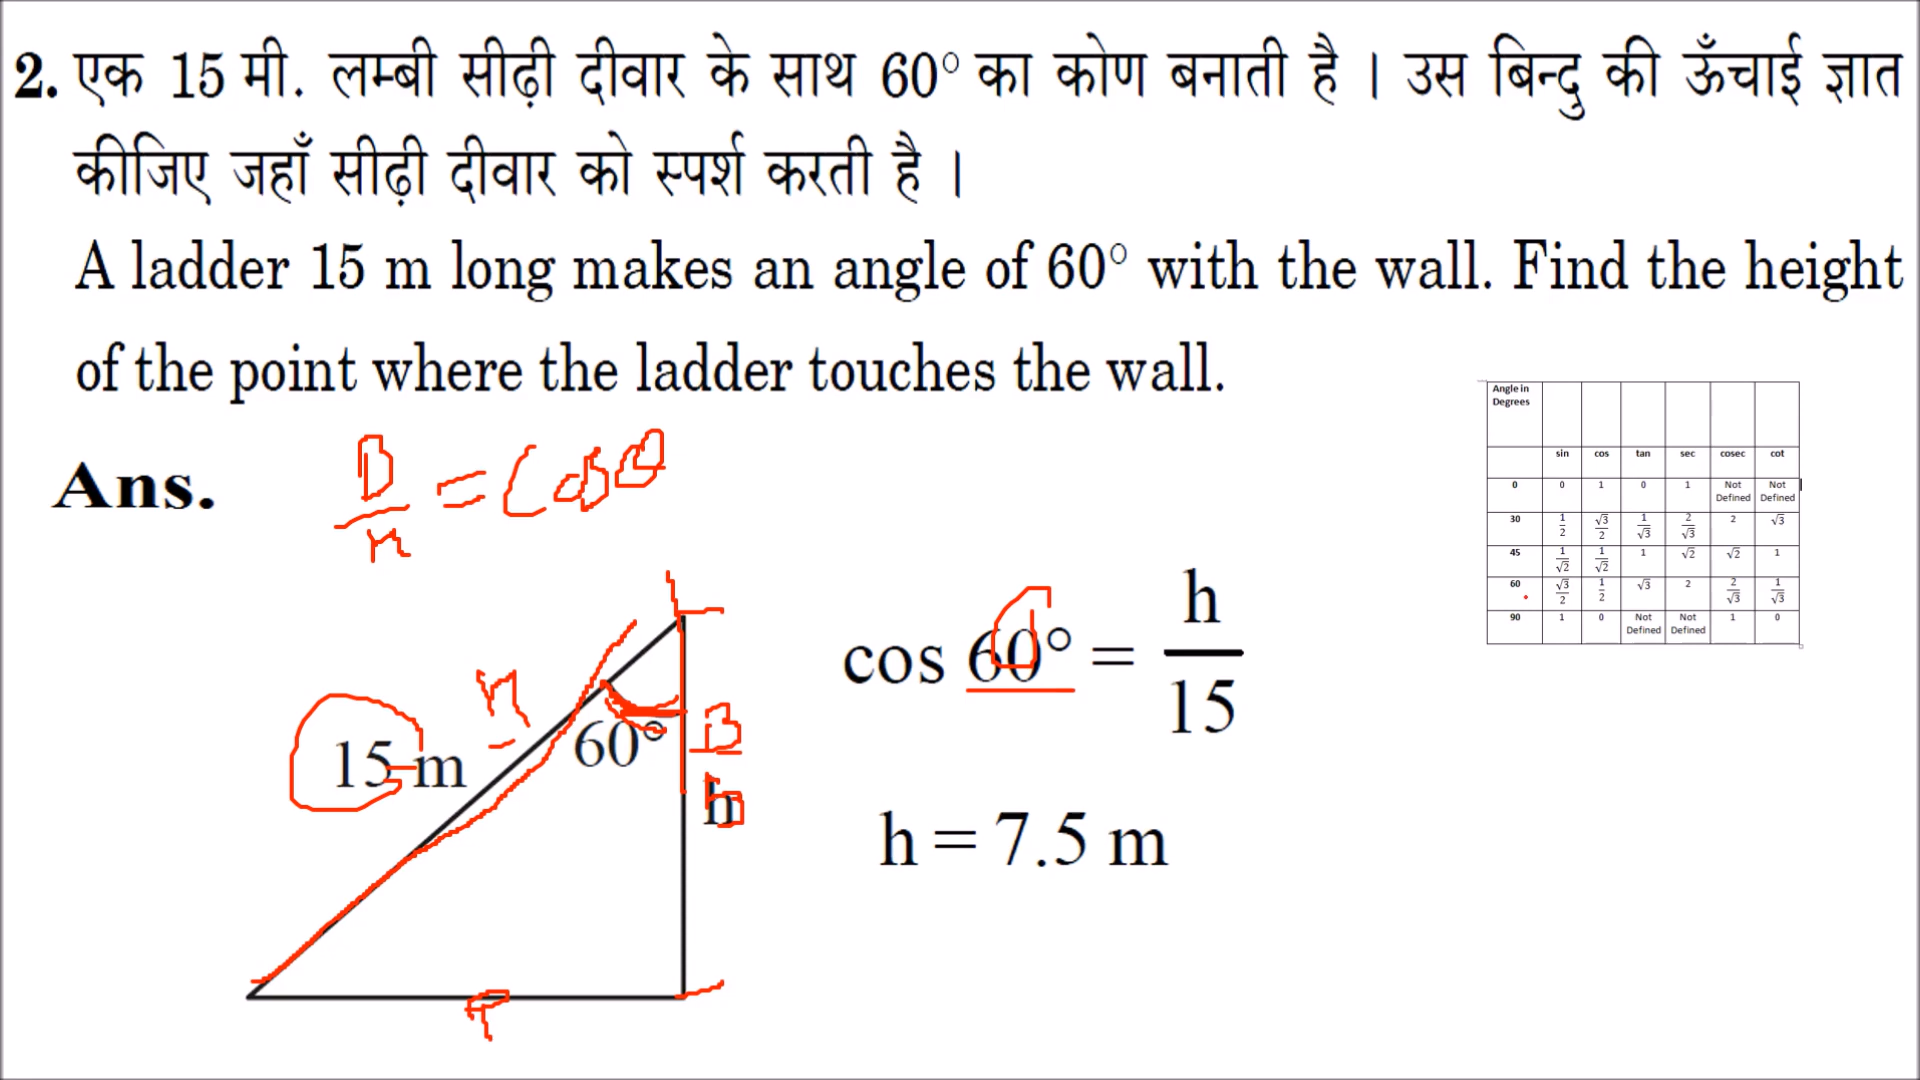 2. एक 15 मी. लम्बी सीढ़ी दीवार के साथ 60° का कोण बनाती है । उस बिन्दु की ऊँचाई ज्ञात
कीजिए जहाँ सीढ़ी दीवार को स्पर्श करती है ।
A ladder 15 m long makes an angle of 60° with the wall. Find the height
of the point where the ladder touches the wall.
Ans.
= Cos θ
15 m
60°
B
h
cos 60° = h/15
h = 7.5 m
Angle in Degrees
sin cos tan sec cosec cot
0 0 1 0 1 Not Defined Not Defined
30 1/2 √3/2 1/√3 2/√3 2 √3
45 1/√2 1/√2 1 √2 √2 1
60 √3/2 1/2 √3 2 2/√3 1/√3
90 1 0 Not Defined Not Defined 1 0